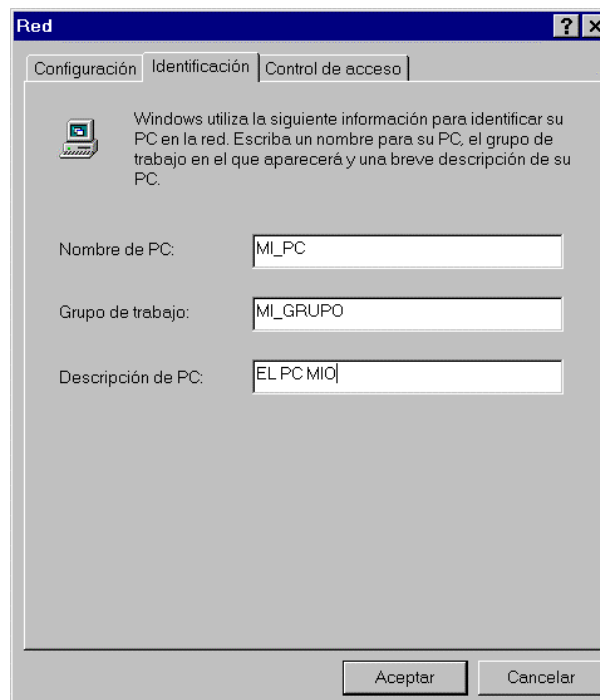 Red
Configuración Identificación Control de acceso
Windows utiliza la siguiente información para identificar su
PC en la red. Escriba un nombre para su PC, el grupo de
trabajo en el que aparecerá y una breve descripción de su
PC.
Nombre de PC: MI_PC
Grupo de trabajo: MI_GRUPO
Descripción de PC: EL PC MIO
Aceptar Cancelar